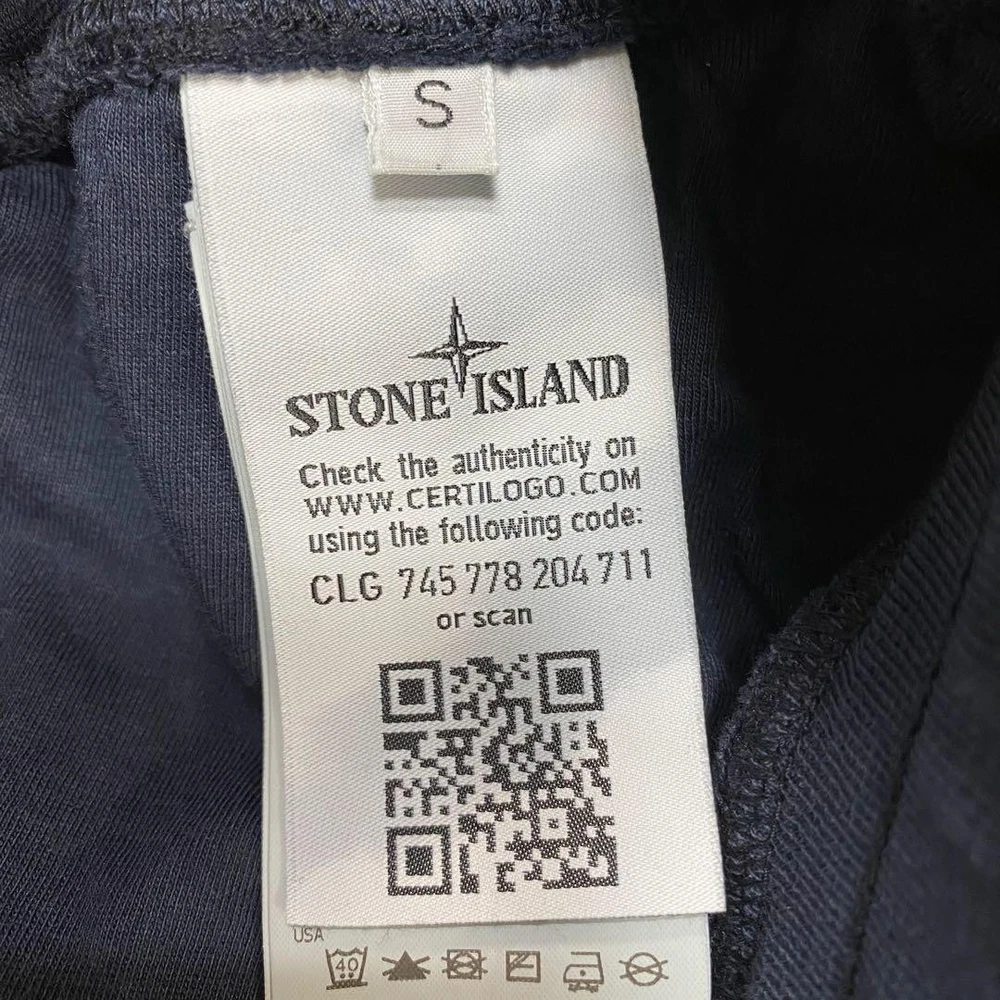 S
STONE ISLAND
Check the authenticity on
WWW.CERTILOGO.COM
using the following code:
CLG 745 778 204 711
or scan
USA
40